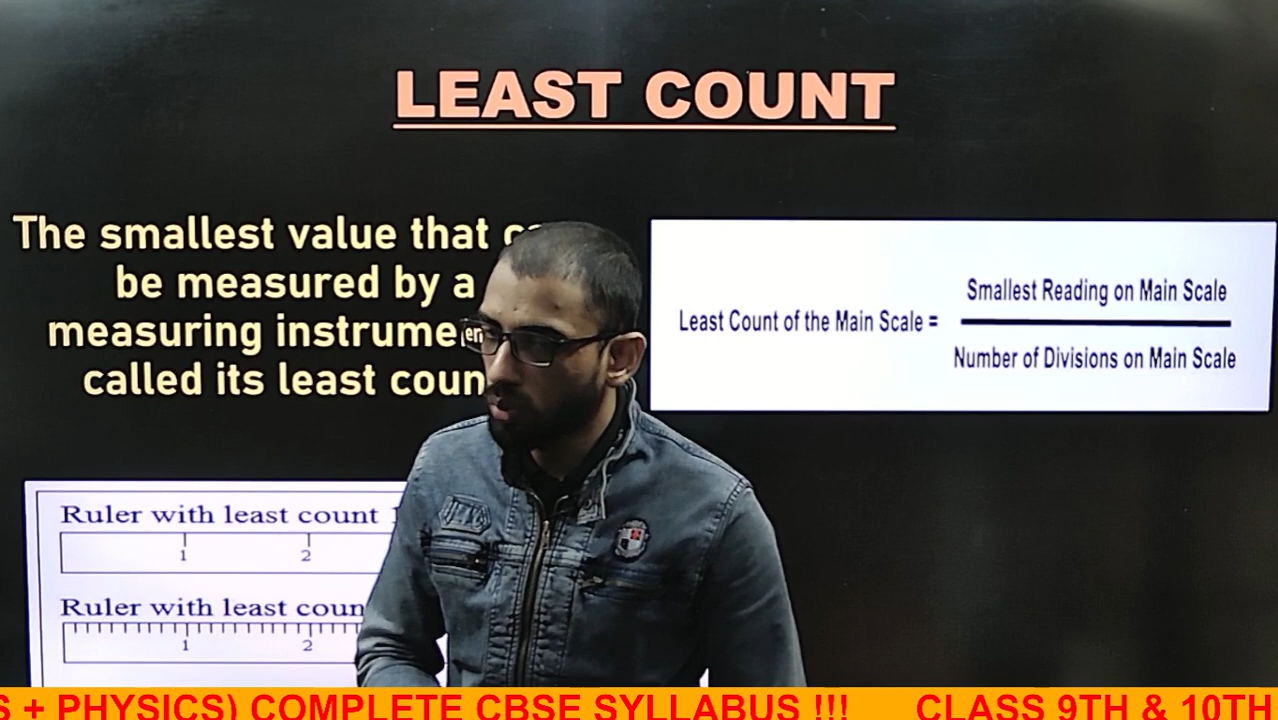 LEAST COUNT
The smallest value that
be measured by a
measuring instrume
called its least coun
Least Count of the Main Scale =
Smallest Reading on Main Scale
Number of Divisions on Main Scale
Ruler with least count
1 2
Ruler with least coun
1 2
+ PHYSICS) COMPLETE CBSE SYLLABUS !!! CLASS 9TH & 10TH